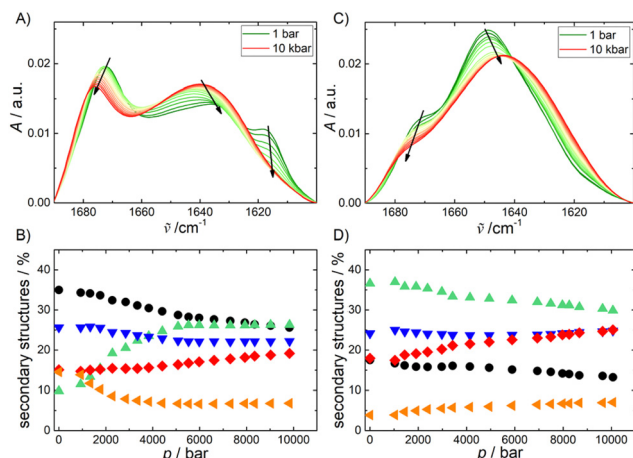 A)
1 bar
10 kbar
A / a.u.
0.02
0.01
0.00
1680
1660
1640
1620
ṽ /cm⁻¹
C)
1 bar
10 kbar
A / a.u.
0.02
0.01
0.00
1680
1660
1640
1620
ṽ /cm⁻¹
B)
secondary structures / %
40
30
20
10
0
0
2000
4000
6000
8000
10000
p / bar
D)
secondary structures / %
40
30
20
10
0
0
2000
4000
6000
8000
10000
p / bar